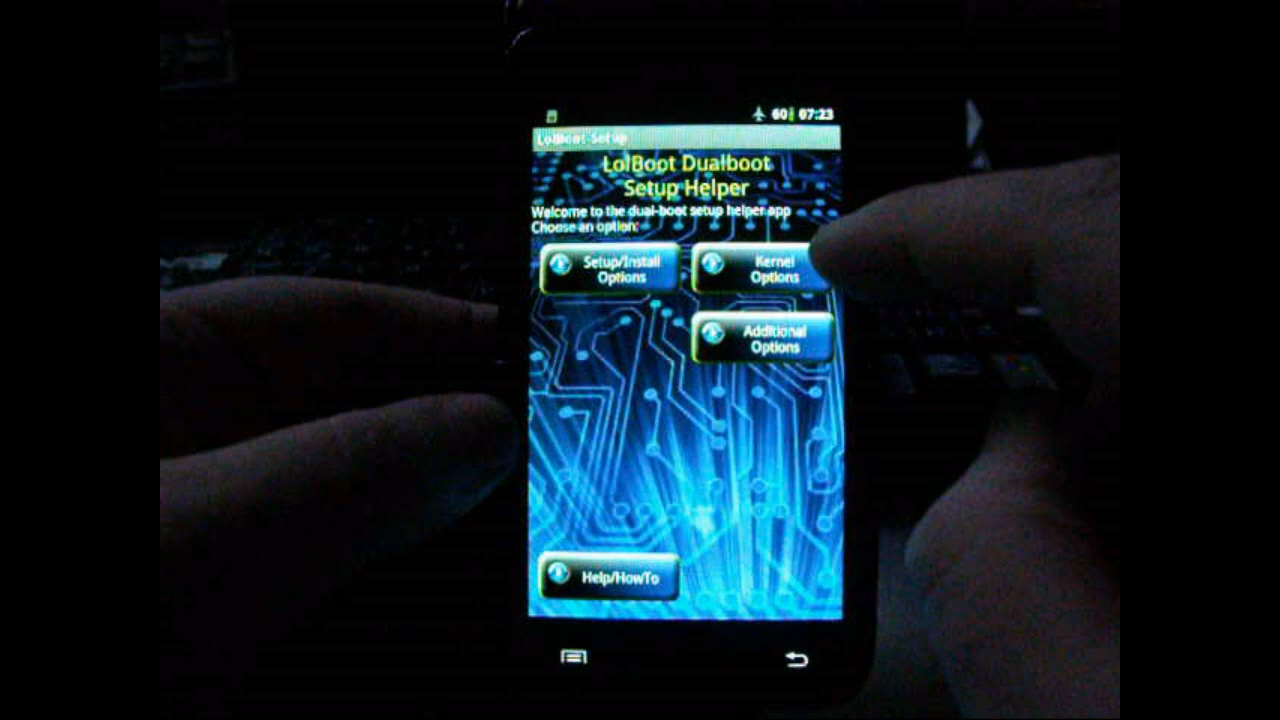 60 07:23
LolBoot Setup
LolBoot Dualboot
Setup Helper
Welcome to the dual-boot setup helper app
Choose an option:
Setup/Install
Options
Kernel
Options
Additional
Options
Help/HowTo